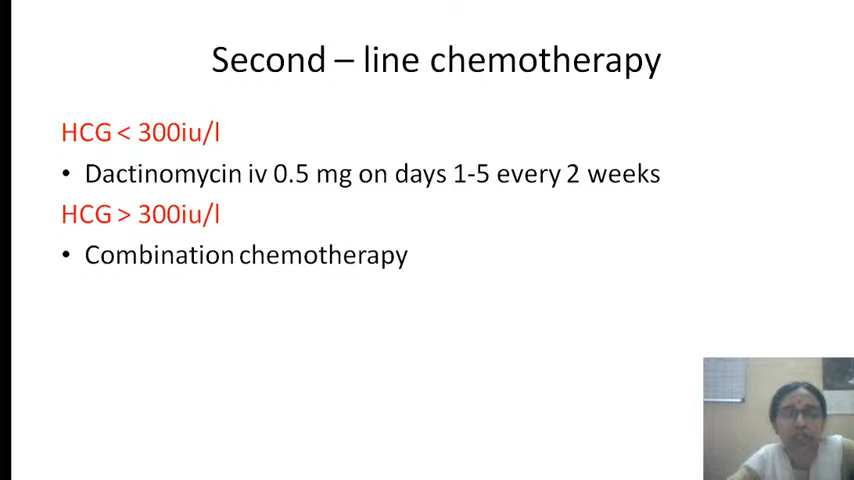 Second – line chemotherapy
HCG < 300iu/l
• Dactinomycin iv 0.5 mg on days 1-5 every 2 weeks
HCG > 300iu/l
• Combination chemotherapy